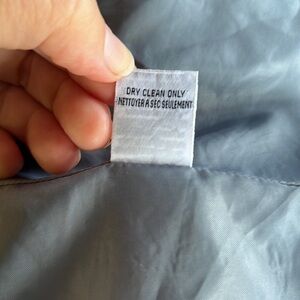 DRY CLEAN ONLY
NETTOYER A SEC SEULEMENT